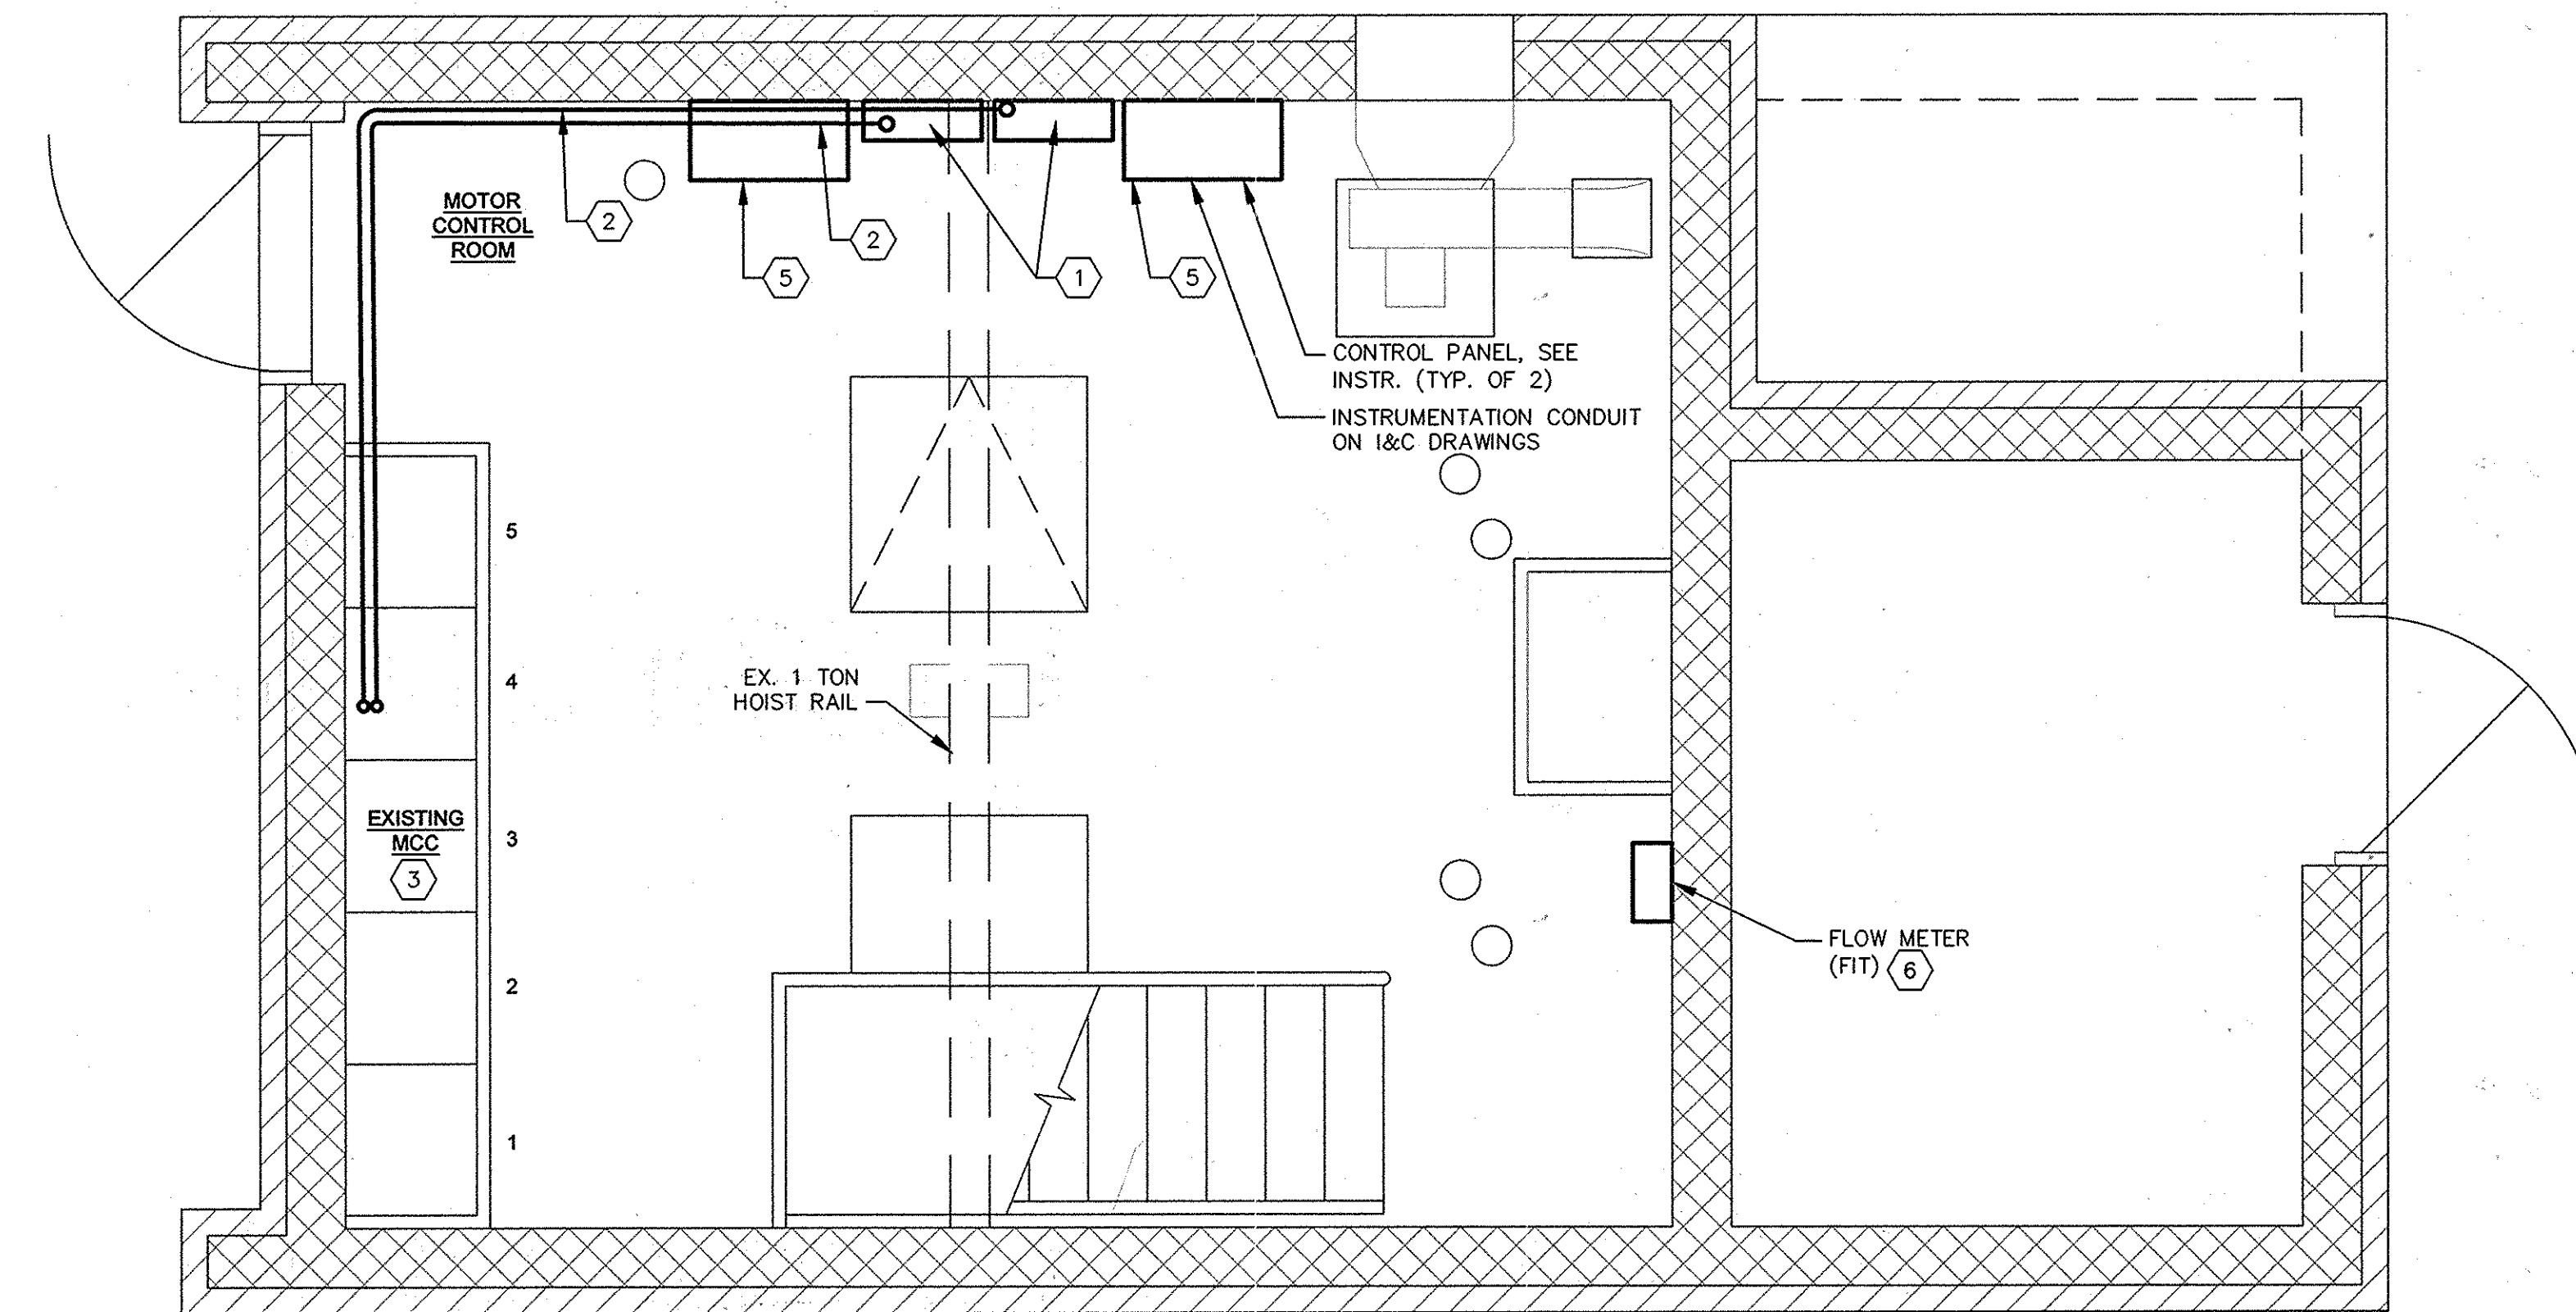 MOTOR
CONTROL
ROOM
2
2
5
1
5
CONTROL PANEL, SEE
INSTR. (TYP. OF 2)
INSTRUMENTATION CONDUIT
ON I&C DRAWINGS
5
4
EX. 1 TON
HOIST RAIL
EXISTING
MCC
3
3
2
1
FLOW METER
(FIT) 6